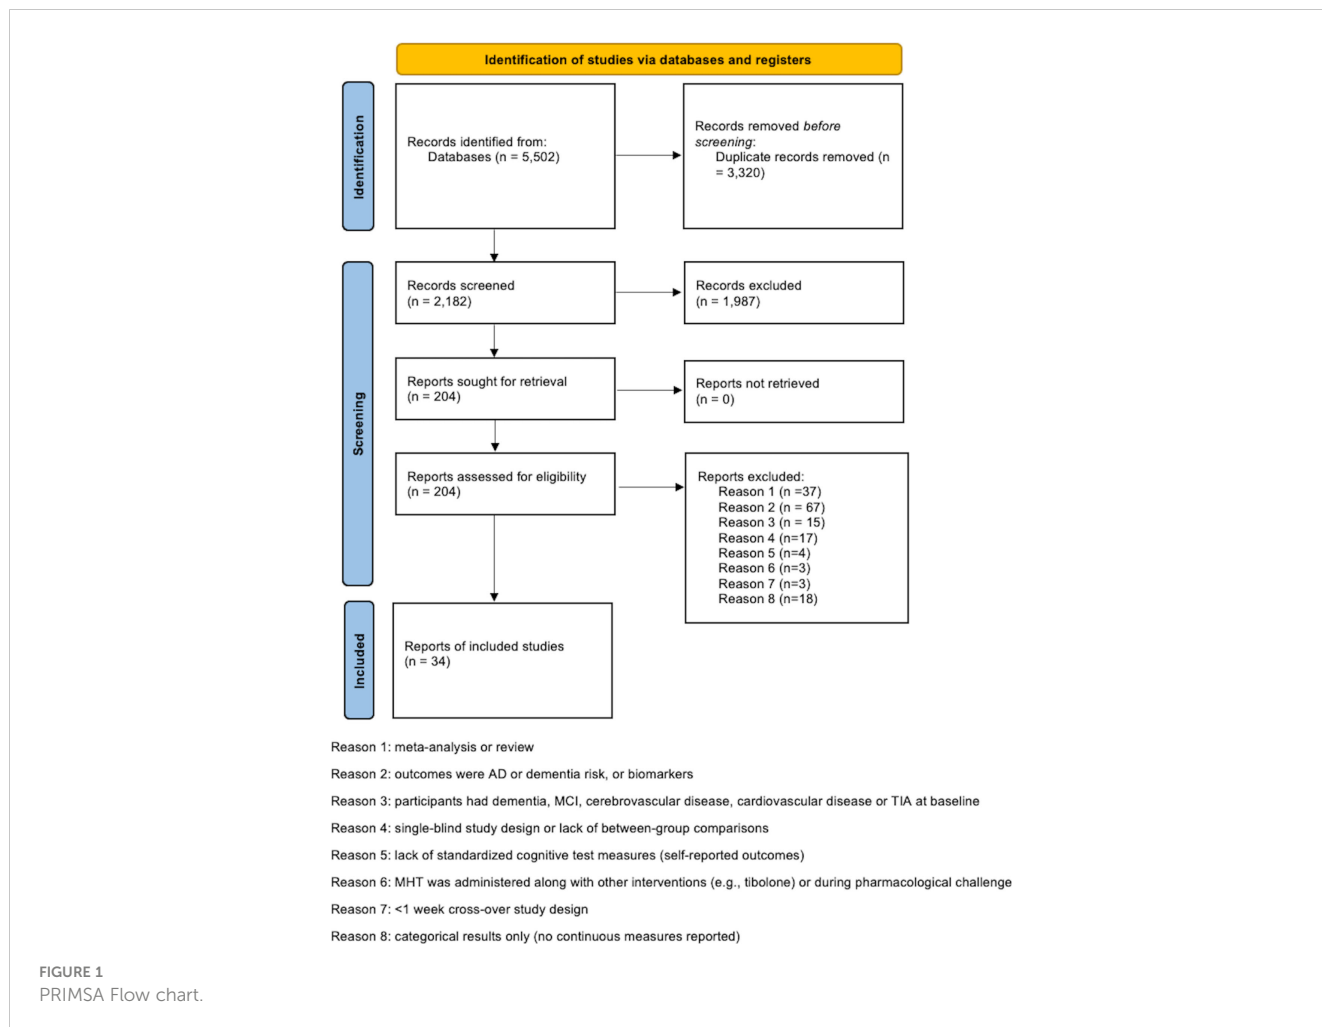 Identification of studies via databases and registers
Identification
Records identified from:
Databases (n = 5,502)
Records removed before
screening:
Duplicate records removed (n
= 3,320)
Screening
Records screened
(n = 2,182)
Records excluded
(n = 1,987)
Reports sought for retrieval
(n = 204)
Reports not retrieved
(n = 0)
Reports assessed for eligibility
(n = 204)
Reports excluded:
Reason 1 (n =37)
Reason 2 (n = 67)
Reason 3 (n = 15)
Reason 4 (n=17)
Reason 5 (n=4)
Reason 6 (n=3)
Reason 7 (n=3)
Reason 8 (n=18)
Included
Reports of included studies
(n = 34)
Reason 1: meta-analysis or review
Reason 2: outcomes were AD or dementia risk, or biomarkers
Reason 3: participants had dementia, MCI, cerebrovascular disease, cardiovascular disease or TIA at baseline
Reason 4: single-blind study design or lack of between-group comparisons
Reason 5: lack of standardized cognitive test measures (self-reported outcomes)
Reason 6: MHT was administered along with other interventions (e.g., tibolone) or during pharmacological challenge
Reason 7: <1 week cross-over study design
Reason 8: categorical results only (no continuous measures reported)
FIGURE 1
PRIMSA Flow chart.